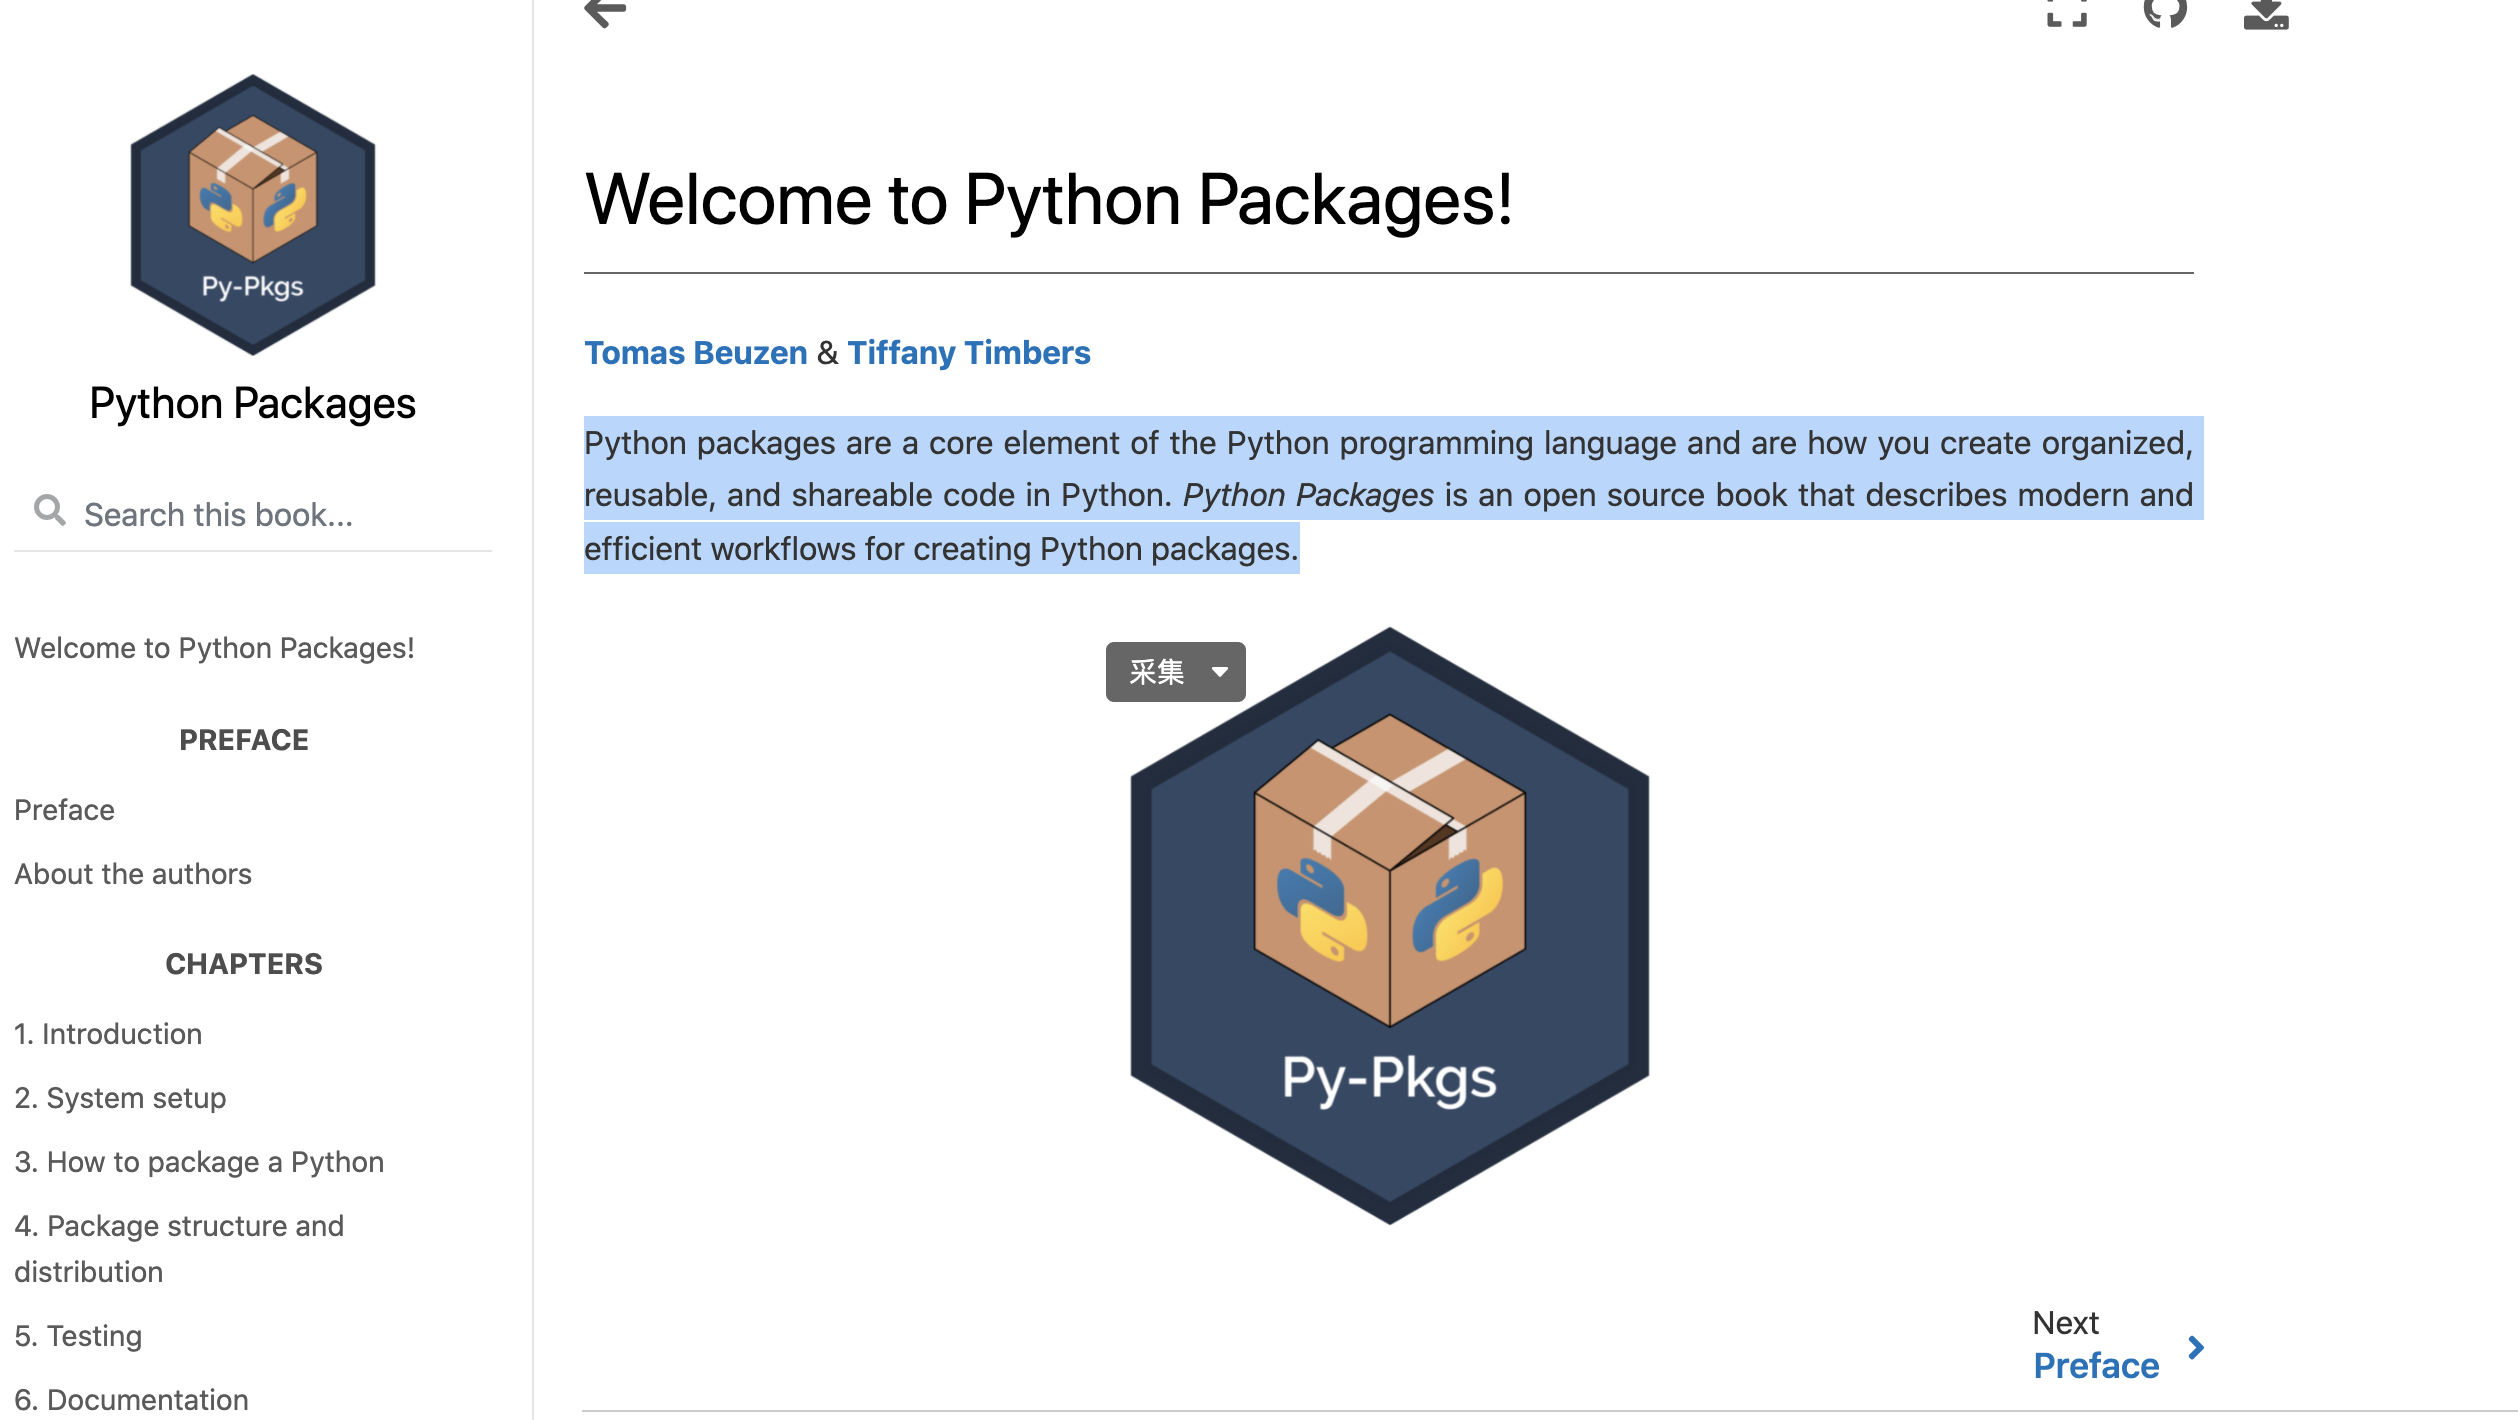 Py-Pkgs
Python Packages
Search this book...
Welcome to Python Packages!
PREFACE
Preface
About the authors
CHAPTERS
1. Introduction
2. System setup
3. How to package a Python
4. Package structure and
distribution
5. Testing
6. Documentation
Welcome to Python Packages!
Tomas Beuzen & Tiffany Timbers
Python packages are a core element of the Python programming language and are how you create organized,
reusable, and shareable code in Python. Python Packages is an open source book that describes modern and
efficient workflows for creating Python packages.
采集
Py-Pkgs
Next
Preface